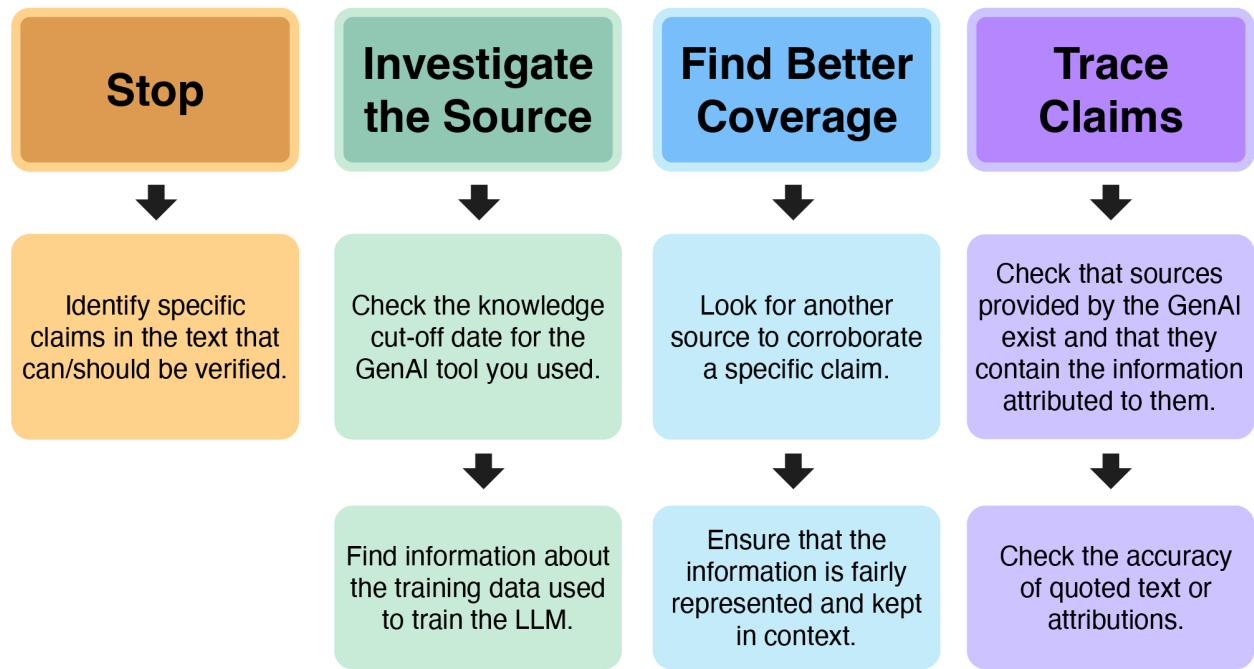 Stop
Investigate
the Source
Find Better
Coverage
Trace
Claims
Identify specific
claims in the text that
can/should be verified.
Check the knowledge
cut-off date for the
GenAI tool you used.
Look for another
source to corroborate
a specific claim.
Check that sources
provided by the GenAI
exist and that they
contain the information
attributed to them.
Find information about
the training data used
to train the LLM.
Ensure that the
information is fairly
represented and kept
in context.
Check the accuracy
of quoted text or
attributions.